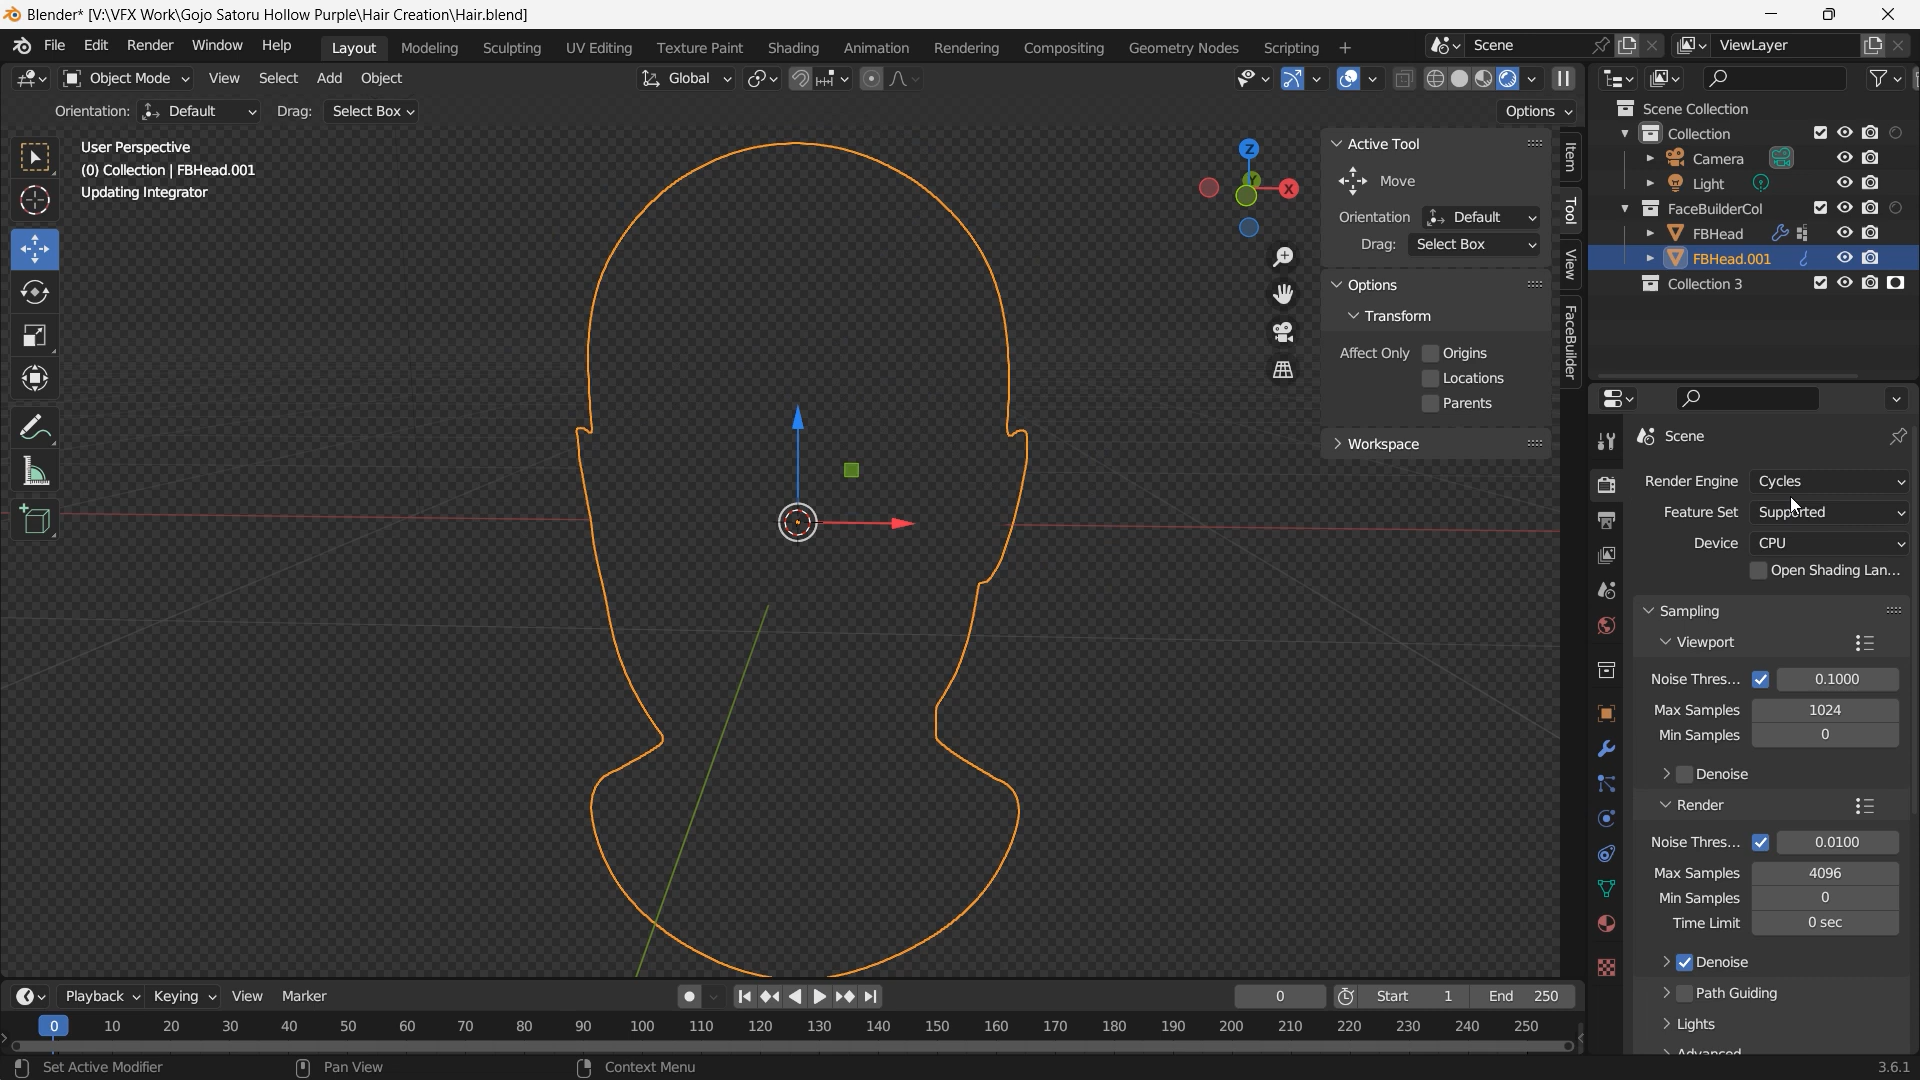 Blender* [V:\VFX Work\Gojo Satoru Hollow Purple\Hair Creation\Hair.blend]
File Edit Render Window Help Layout Modeling Sculpting UV Editing Texture Paint Shading Animation Rendering Compositing Geometry Nodes Scripting + Scene ViewLayer
Object Mode View Select Add Object Global
Orientation: Default Drag: Select Box Options
User Perspective
(0) Collection | FBHead.001
Updating Integrator
Z
X
Active Tool
Move
Orientation Default
Drag: Select Box
Options
Transform
Affect Only Origins
Locations
Parents
Workspace
Item
Tool
View
FaceBuilder
Scene Collection
Collection
Camera
Light
FaceBuilderCol
FBHead
FBHead.001
Collection 3
Scene
Render Engine Cycles
Feature Set Supported
Device CPU
Open Shading Lan...
Sampling
Viewport
Noise Thres... 0.1000
Max Samples 1024
Min Samples 0
Denoise
Render
Noise Thres... 0.0100
Max Samples 4096
Min Samples 0
Time Limit 0 sec
Denoise
Path Guiding
Lights
Advanced
Playback Keying View Marker 0 Start 1 End 250
0 10 20 30 40 50 60 70 80 90 100 110 120 130 140 150 160 170 180 190 200 210 220 230 240 250
Set Active Modifier Pan View Context Menu 3.6.1